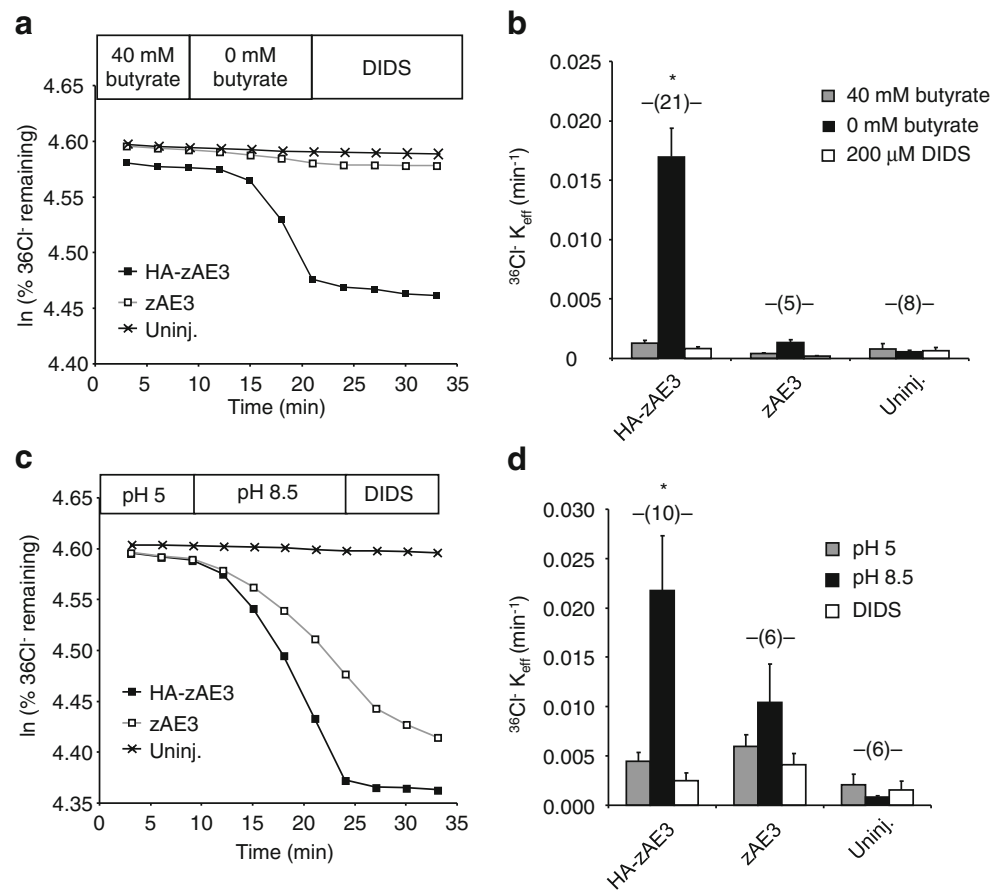 a
40 mM butyrate
0 mM butyrate
DIDS
4.65
4.60
4.55
4.50
4.45
4.40
ln (% 36Cl- remaining)
HA-zAE3
zAE3
Uninj.
0 5 10 15 20 25 30 35
Time (min)
b
0.025
0.020
0.015
0.010
0.005
0
36Cl- Keff (min-1)
*
–(21)–
–(5)–
–(8)–
40 mM butyrate
0 mM butyrate
200 µM DIDS
HA-zAE3
zAE3
Uninj.
c
pH 5
pH 8.5
DIDS
4.65
4.60
4.55
4.50
4.45
4.40
4.35
ln (% 36Cl- remaining)
HA-zAE3
zAE3
Uninj.
0 5 10 15 20 25 30 35
Time (min)
d
0.030
0.025
0.020
0.015
0.010
0.005
0.000
36Cl- Keff (min-1)
*
–(10)–
–(6)–
–(6)–
pH 5
pH 8.5
DIDS
HA-zAE3
zAE3
Uninj.